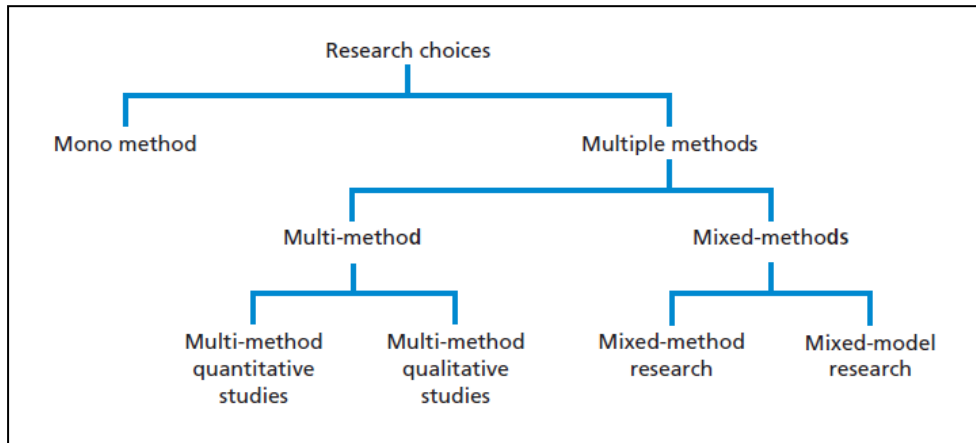 Research choices
Mono method
Multiple methods
Multi-method
Mixed-methods
Multi-method
quantitative
studies
Multi-method
qualitative
studies
Mixed-method
research
Mixed-model
research